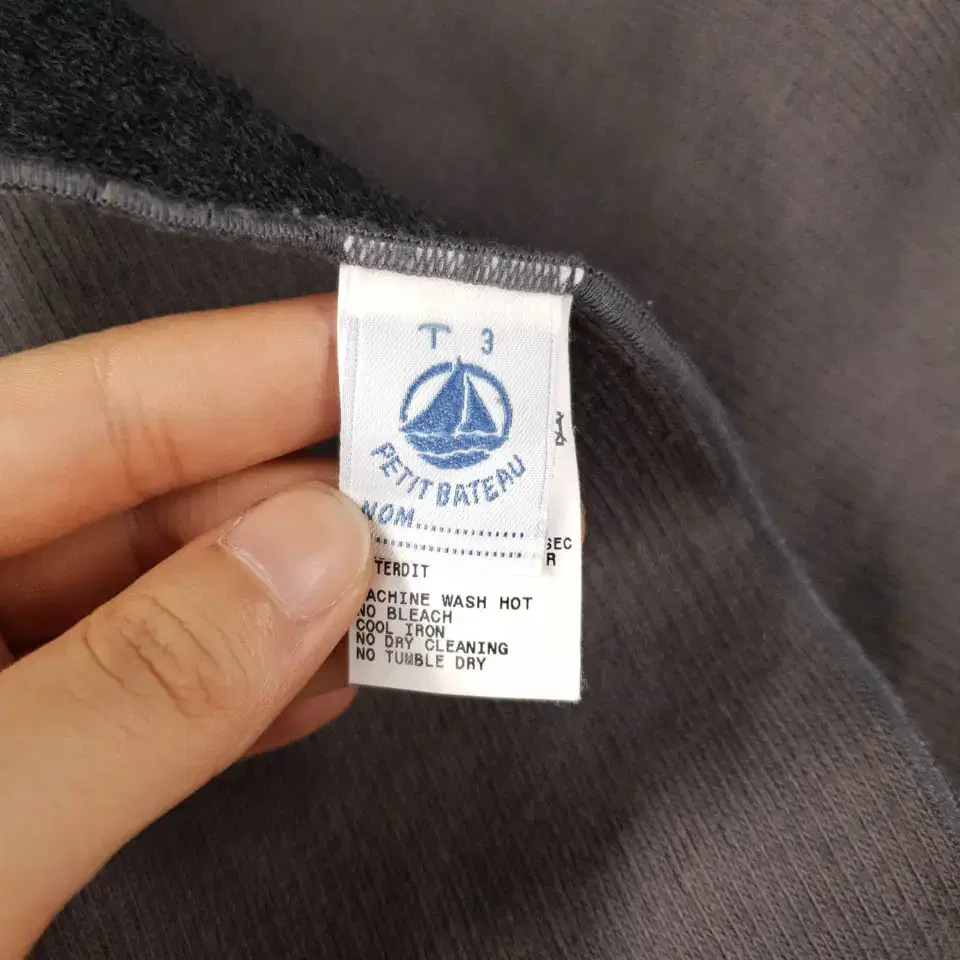 T 3
PETIT BATEAU
NOM
SEC
R
TERDIT
ACHINE WASH HOT
NO BLEACH
COOL IRON
NO DRY CLEANING
NO TUMBLE DRY